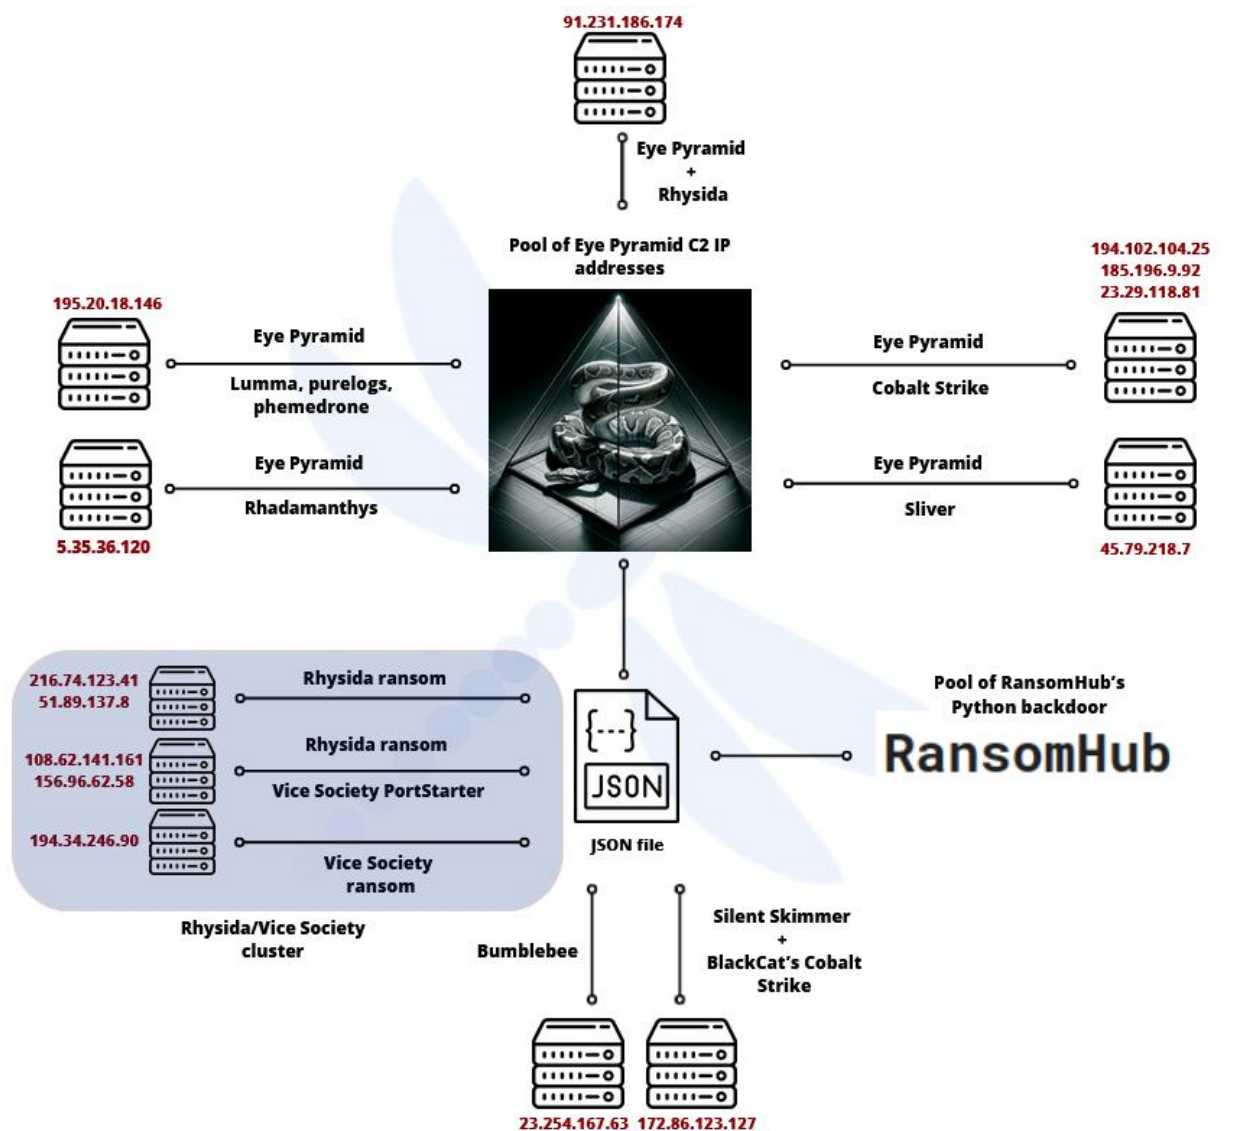 91.231.186.174
Eye Pyramid
+
Rhysida
Pool of Eye Pyramid C2 IP
addresses
195.20.18.146
Eye Pyramid
Lumma, purelogs,
phemedrone
Eye Pyramid
Rhadamanthys
5.35.36.120
194.102.104.25
185.196.9.92
23.29.118.81
Eye Pyramid
Cobalt Strike
Eye Pyramid
Sliver
45.79.218.7
216.74.123.41
51.89.137.8
Rhysida ransom
108.62.141.161
156.96.62.58
Rhysida ransom
Vice Society PortStarter
194.34.246.90
Vice Society
ransom
Rhysida/Vice Society
cluster
{---}
JSON
JSON file
Pool of RansomHub's
Python backdoor
RansomHub
Bumblebee
Silent Skimmer
+
BlackCat's Cobalt
Strike
23.254.167.63
172.86.123.127